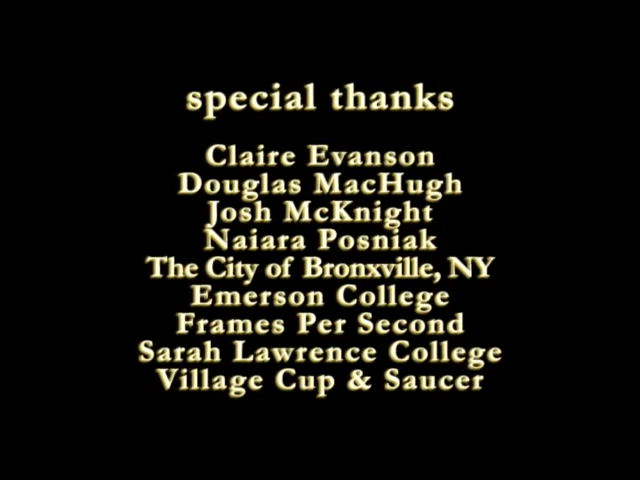 special thanks
Claire Evanson
Douglas MacHugh
Josh McKnight
Naiara Posniak
The City of Bronxville, NY
Emerson College
Frames Per Second
Sarah Lawrence College
Village Cup & Saucer